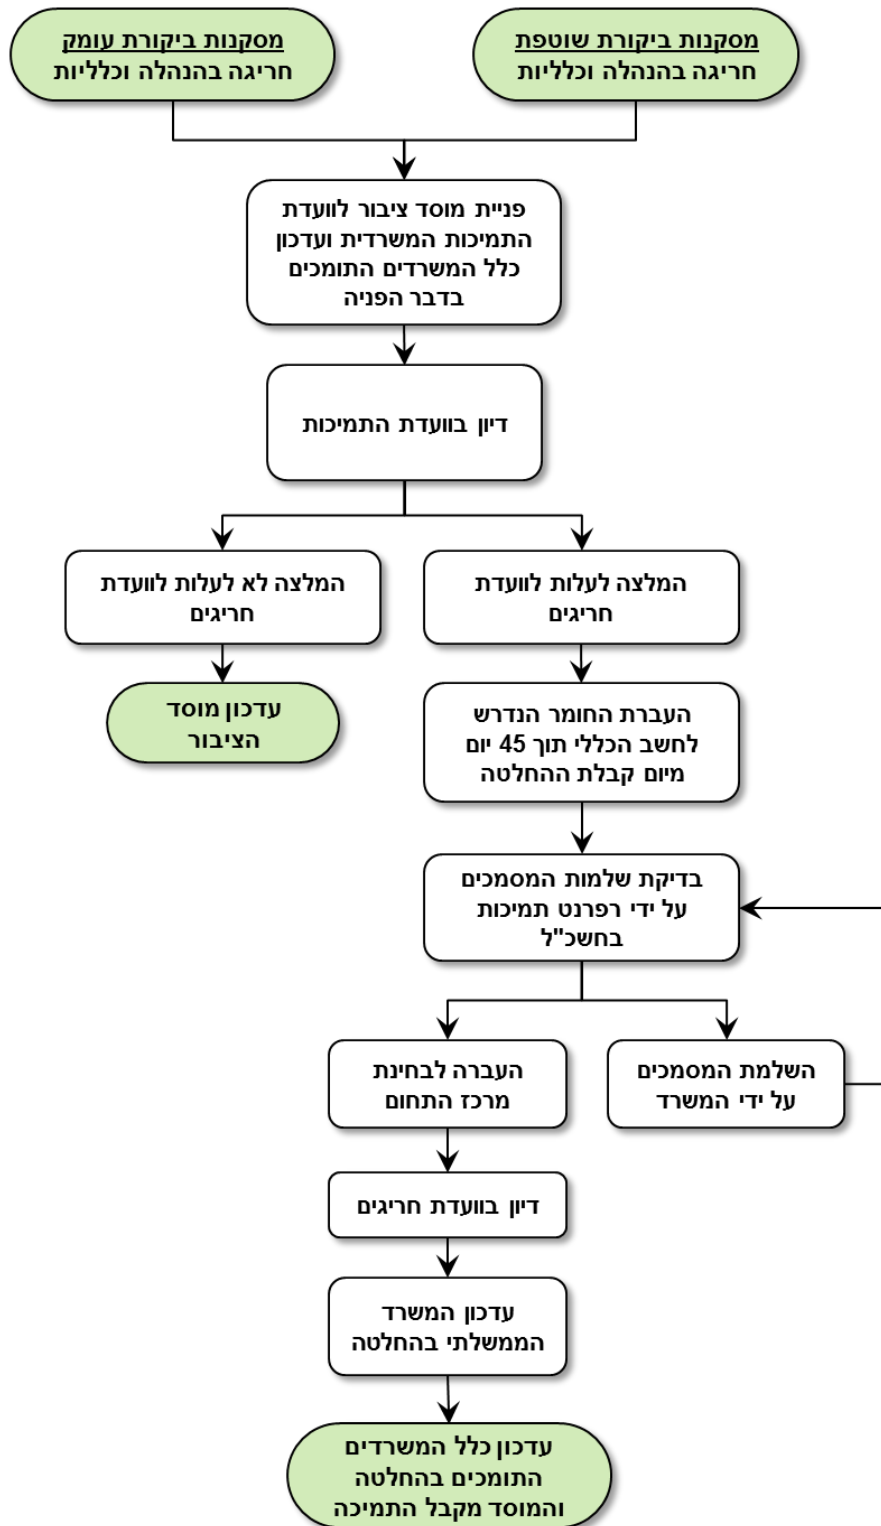 מסקנות ביקורת שוטפת
חריגה בהנהלה וכלליות
מסקנות ביקורת עומק
חריגה בהנהלה וכלליות
פניית מוסד ציבור לוועדת
התמיכות המשרדית ועדכון
כלל המשרדים התומכים
בדבר הפניה
דיון בוועדת התמיכות
המלצה לעלות לוועדת
חריגים
המלצה לא לעלות לוועדת
חריגים
העברת החומר הנדרש
לחשב הכללי תוך 45 יום
מיום קבלת ההחלטה
עדכון מוסד
הציבור
בדיקת שלמות המסמכים
על ידי רפרנט תמיכות
בחשכ"ל
השלמת המסמכים
על ידי המשרד
העברה לבחינת
מרכז התחום
דיון בוועדת חריגים
עדכון המשרד
הממשלתי בהחלטה
עדכון כלל המשרדים
התומכים בהחלטה
והמוסד מקבל התמיכה